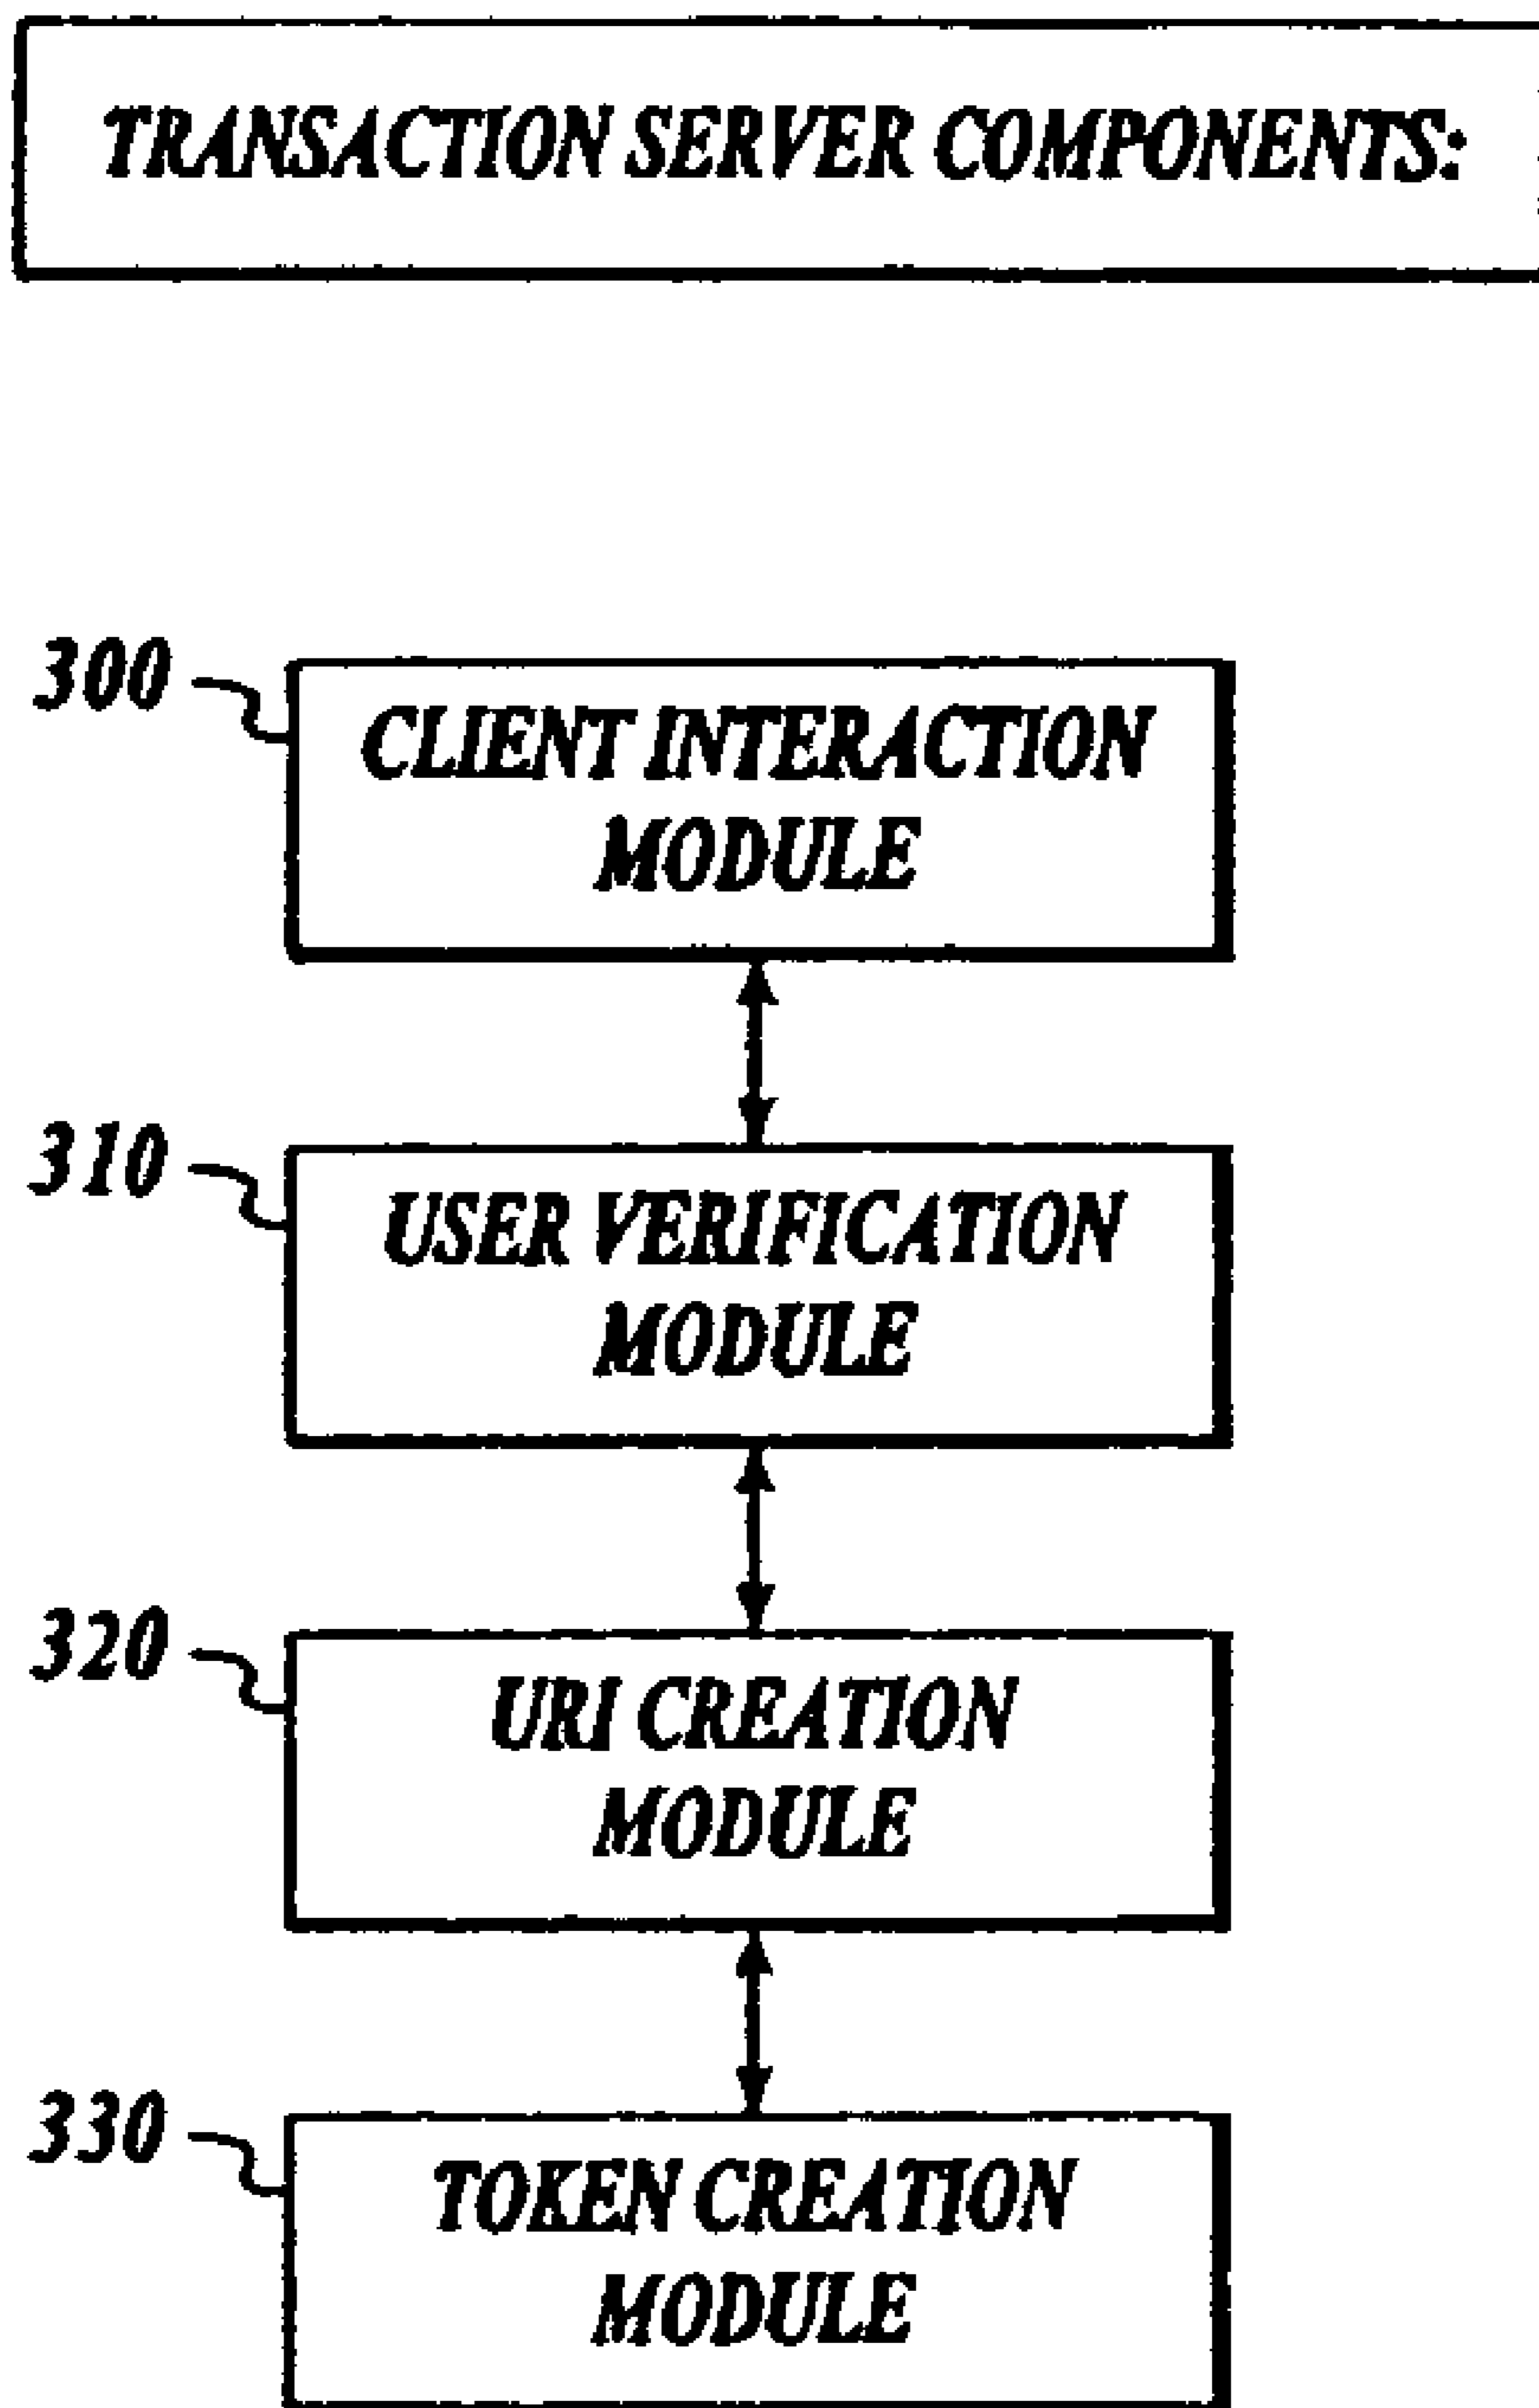 TRANSACTION SERVER COMPONENTS:
300
CLIENT INTERACTION
MODULE
310
USER VERIFICATION
MODULE
320
URI CREATION
MODULE
330
TOKEN CREATION
MODULE